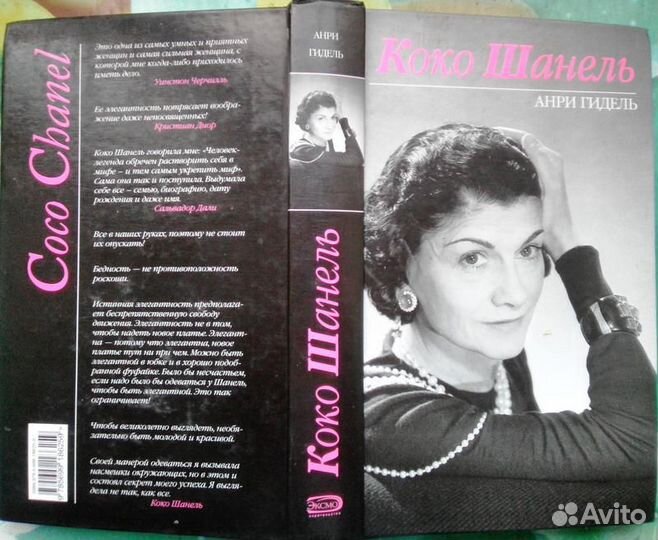 Coco Chanel
Это одна из самых умных и приятных
женщин и самая сильная женщина, с
которой мне когда-либо приходилось
иметь дело.
Уинстон Черчилль
Ее элегантность потрясает вообра-
жение даже непосвященных!
Кристиан Диор
Коко Шанель говорила мне: «Человек-
легенда обречен растворить себя в
мифе – и тем самым укрепить миф».
Сама она так и поступила. Выдумала
себе все – семью, биографию, дату
рождения и даже имя.
Сальвадор Дали
Все в наших руках, поэтому не стоит
их опускать!
Бедность — не противоположность
роскоши.
Истинная элегантность предполага-
ет беспрепятственную свободу
движения. Элегантность не в том,
чтобы надеть новое платье. Элегант-
на — потому что элегантна, новое
платье тут ни при чем. Можно быть
элегантной в юбке и в хорошо подоб-
ранной фуфайке. Было бы несчастьем,
если надо было бы одеваться у Шанель,
чтобы быть элегантной. Это так
ограничивает!
Чтобы великолепно выглядеть, необя-
зательно быть молодой и красивой.
Своей манерой одеваться я вызывала
насмешки окружающих, но в этом и
состоял секрет моего успеха. Я выгля-
дела не так, как все.
Коко Шанель
АНРИ
ГИДЕЛЬ
Коко Шанель
ЭКСМО
Коко Шанель
АНРИ ГИДЕЛЬ
Avito